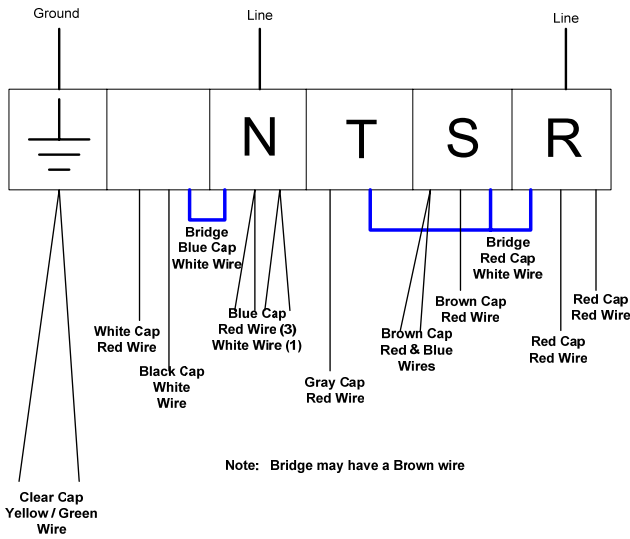 Ground
Line
Line
N
T
S
R
Bridge
Blue Cap
White Wire
Bridge
Red Cap
White Wire
White Cap
Red Wire
Black Cap
White
Wire
Blue Cap
Red Wire (3)
White Wire (1)
Gray Cap
Red Wire
Brown Cap
Red & Blue
Wires
Brown Cap
Red Wire
Red Cap
Red Wire
Red Cap
Red Wire
Note: Bridge may have a Brown wire
Clear Cap
Yellow / Green
Wire